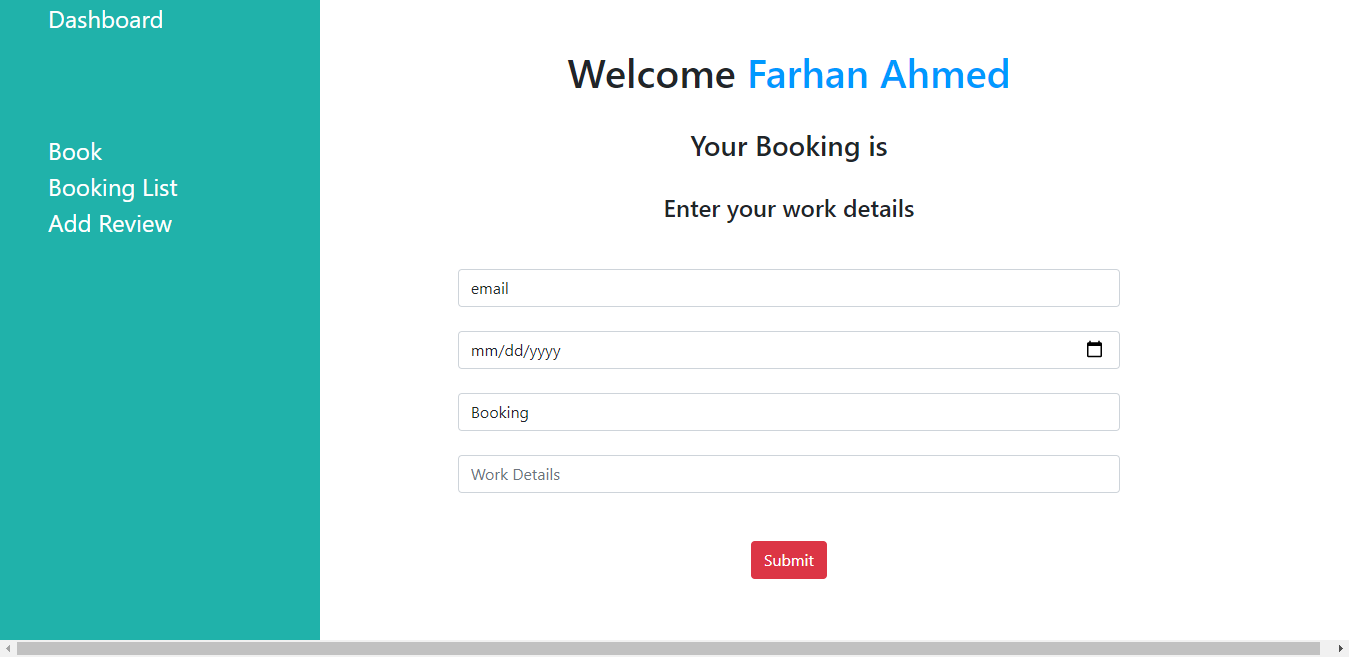 Dashboard
Book
Booking List
Add Review
Welcome Farhan Ahmed
Your Booking is
Enter your work details
email
mm/dd/yyyy
Booking
Work Details
Submit